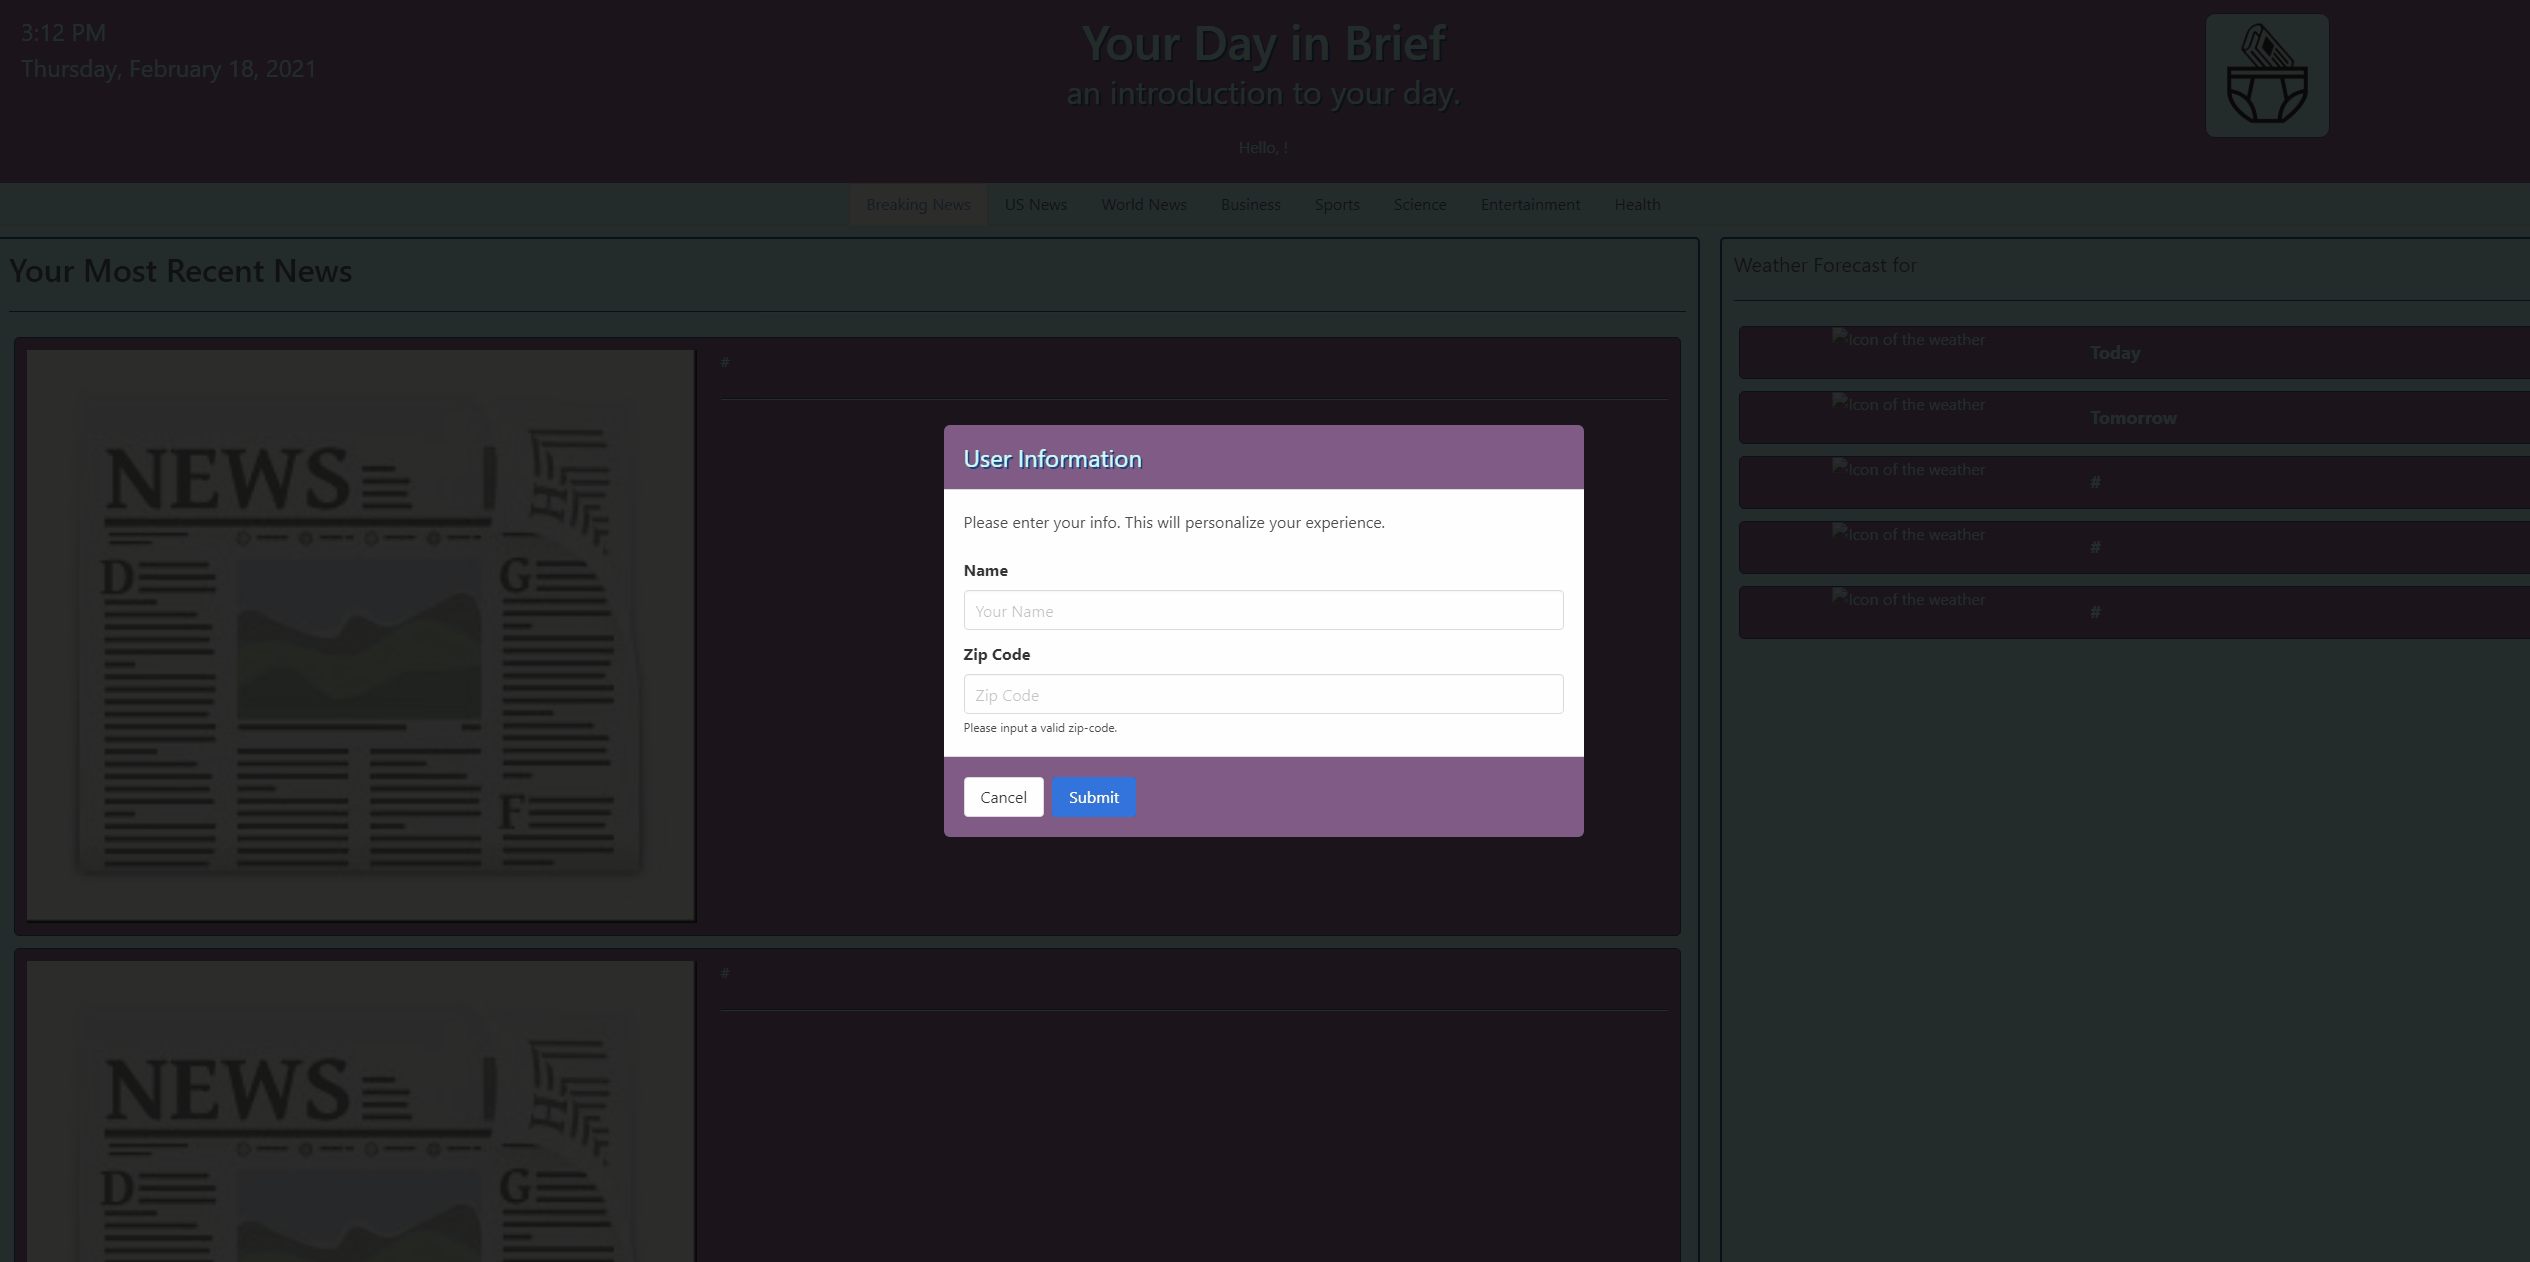 3:12 PM
Thursday, February 18, 2021
Your Day in Brief
an introduction to your day.
Hello, !
Breaking News
US News
World News
Business
Sports
Science
Entertainment
Health
Your Most Recent News
#
NEWS
H
D
G
F
User Information
Please enter your info. This will personalize your experience.
Name
Your Name
Zip Code
Zip Code
Please input a valid zip-code.
Cancel
Submit
#
NEWS
H
D
G
Weather Forecast for
Icon of the weather
Today
Icon of the weather
Tomorrow
Icon of the weather
#
Icon of the weather
#
Icon of the weather
#